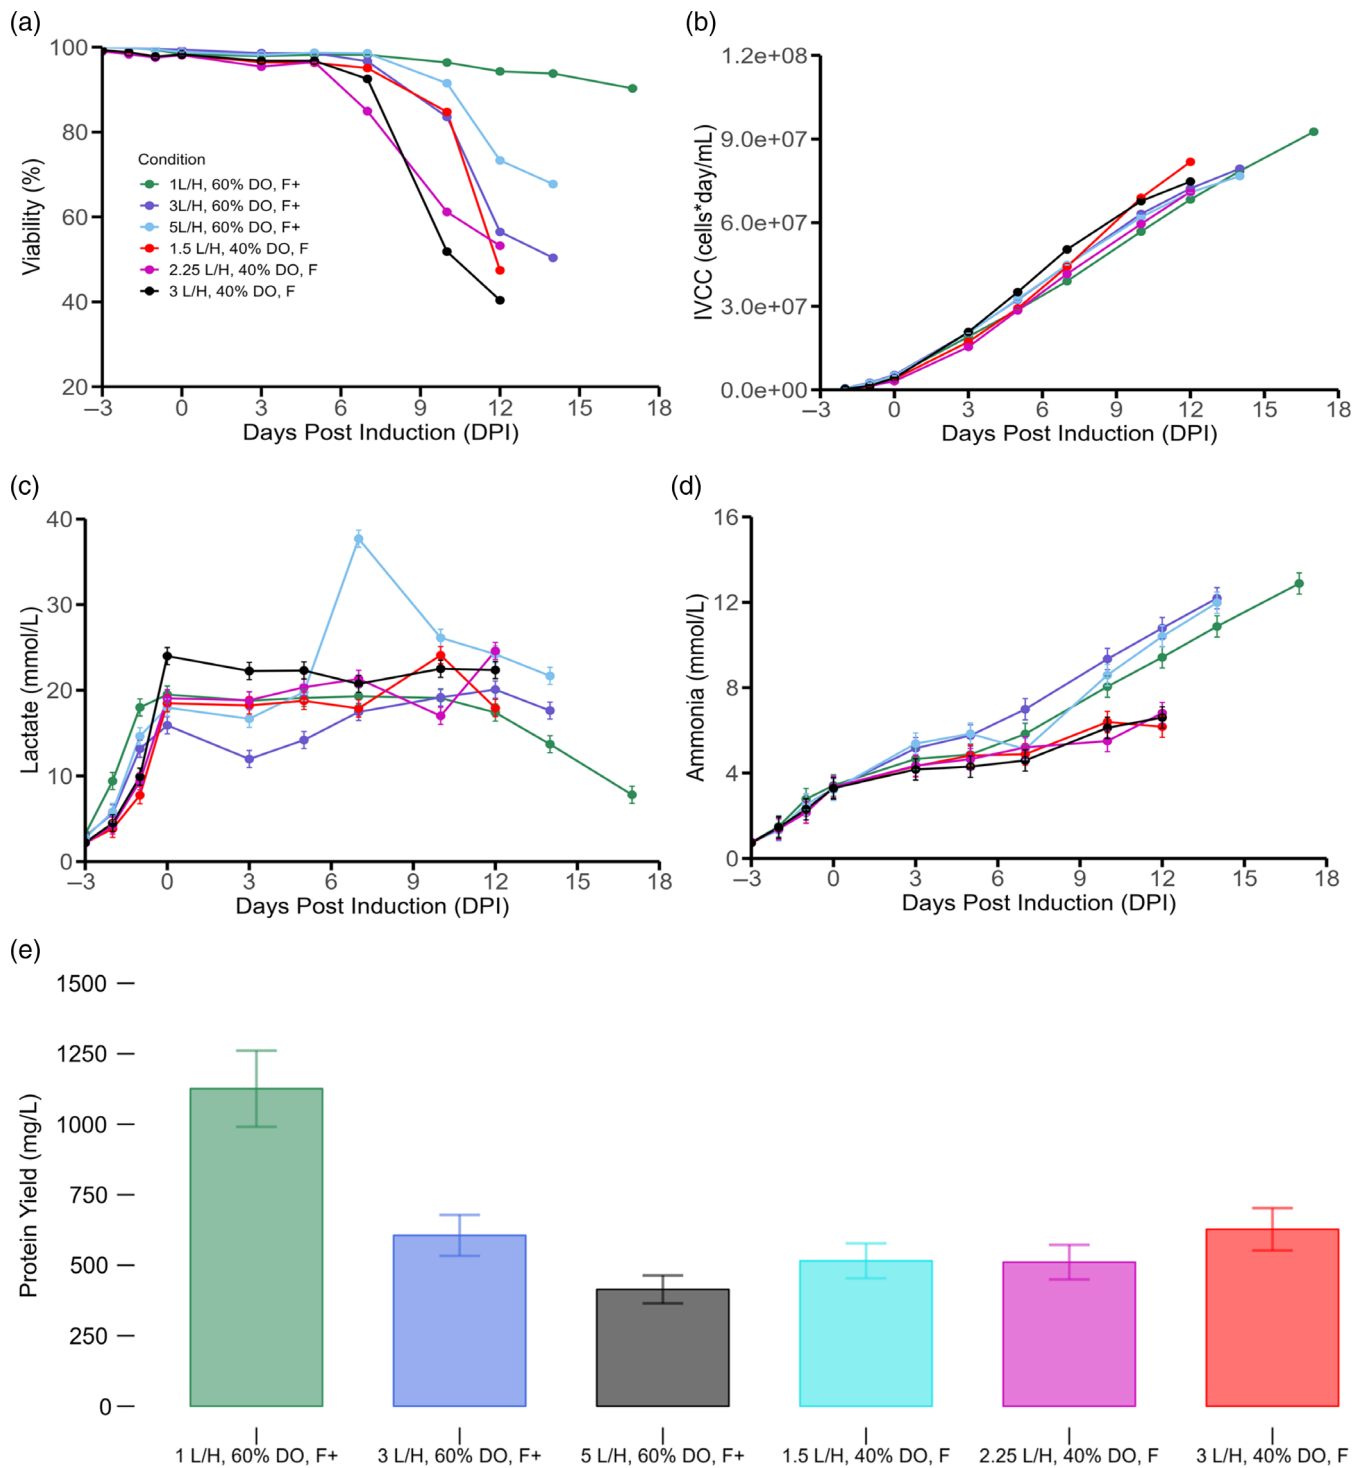 (a)
100
80
60
40
20
Viability (%)
Condition
1L/H, 60% DO, F+
3L/H, 60% DO, F+
5L/H, 60% DO, F+
1.5 L/H, 40% DO, F
2.25 L/H, 40% DO, F
3 L/H, 40% DO, F
−3 0 3 6 9 12 15 18
Days Post Induction (DPI)
(b)
1.2e+08
9.0e+07
6.0e+07
3.0e+07
0.0e+00
IVCC (cells*day/mL)
−3 0 3 6 9 12 15 18
Days Post Induction (DPI)
(c)
40
30
20
10
0
Lactate (mmol/L)
−3 0 3 6 9 12 15 18
Days Post Induction (DPI)
(d)
16
12
8
4
0
Ammonia (mmol/L)
−3 0 3 6 9 12 15 18
Days Post Induction (DPI)
(e)
1500
1250
1000
750
500
250
0
Protein Yield (mg/L)
1 L/H, 60% DO, F+ 3 L/H, 60% DO, F+ 5 L/H, 60% DO, F+ 1.5 L/H, 40% DO, F 2.25 L/H, 40% DO, F 3 L/H, 40% DO, F